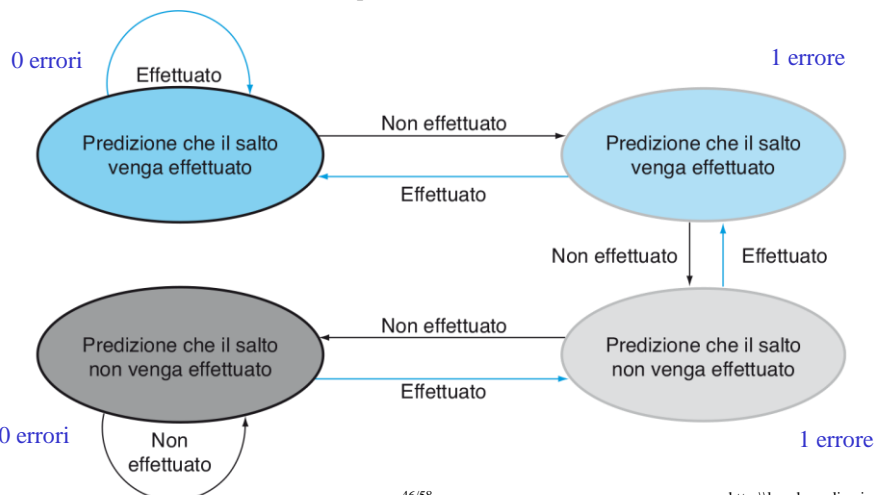 0 errori
1 errore
Effettuato
Predizione che il salto
venga effettuato
Non effettuato
Effettuato
Predizione che il salto
venga effettuato
Non effettuato
Effettuato
Predizione che il salto
non venga effettuato
Non effettuato
Effettuato
Predizione che il salto
non venga effettuato
0 errori
Non
effettuato
1 errore
46/58